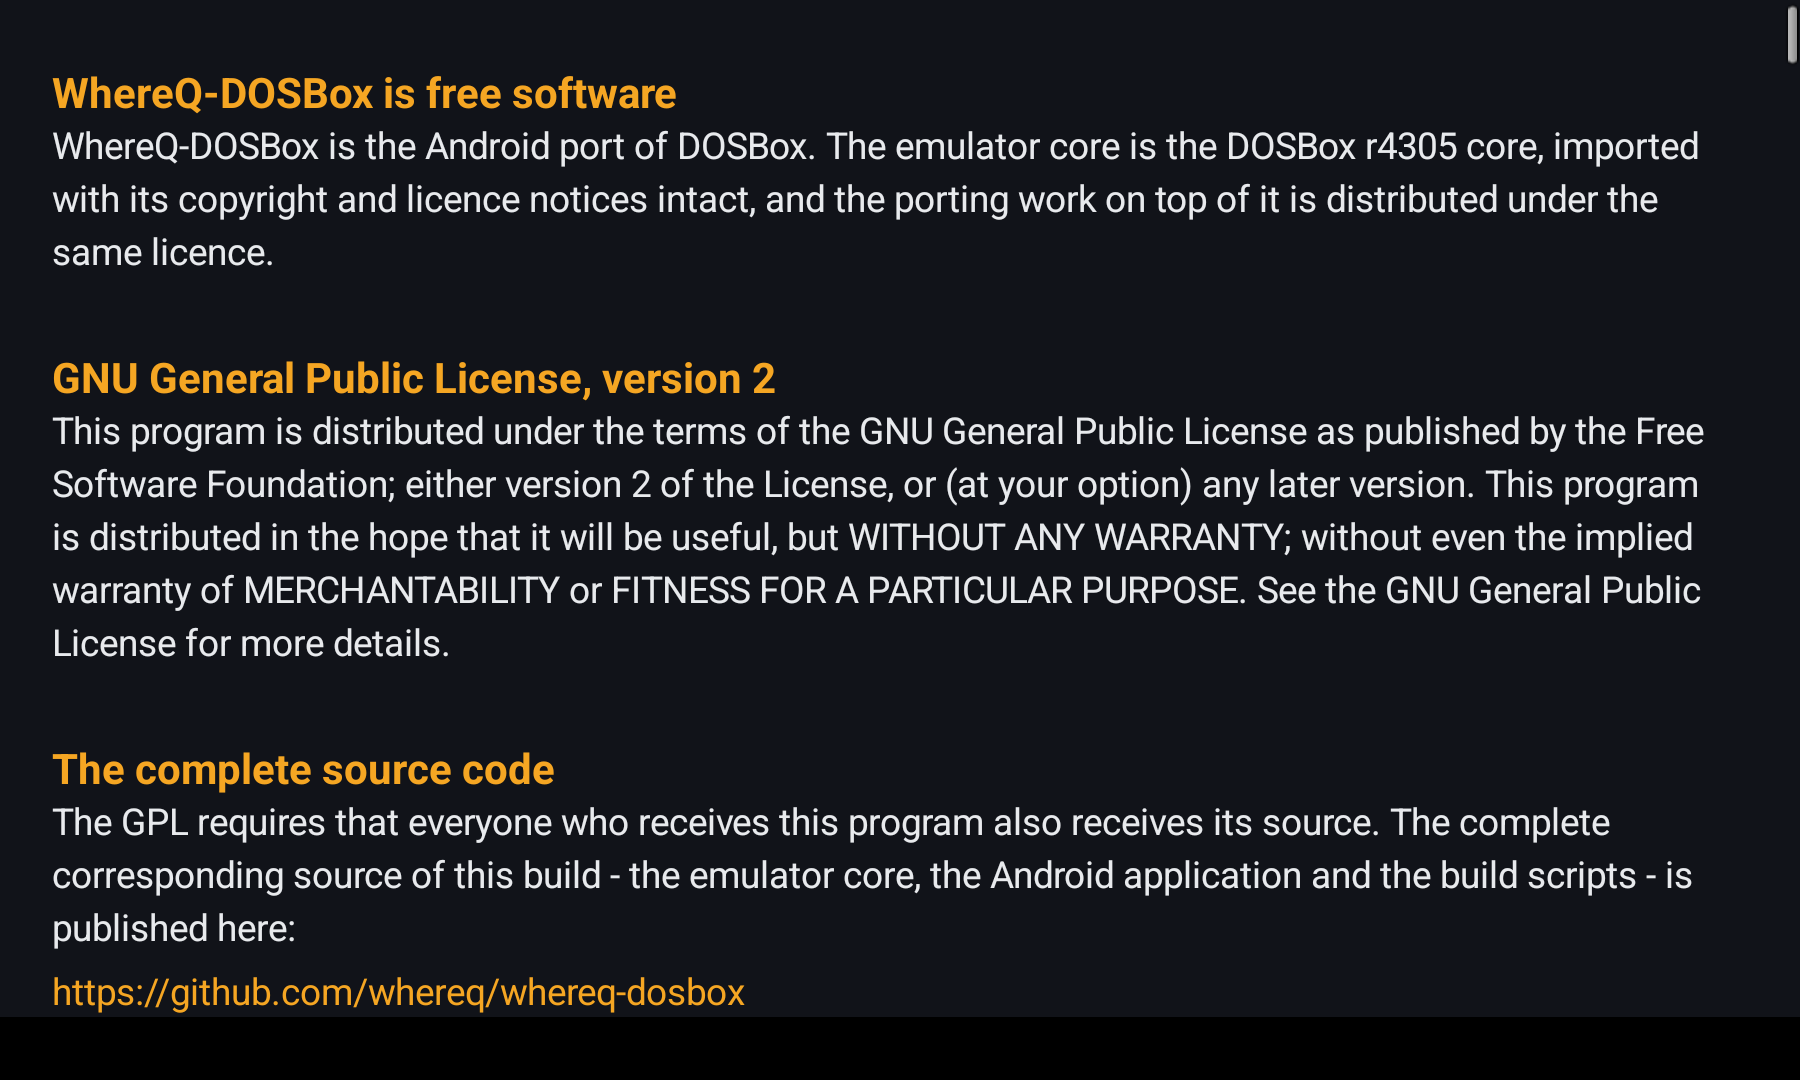 WhereQ-DOSBox is free software
WhereQ-DOSBox is the Android port of DOSBox. The emulator core is the DOSBox r4305 core, imported
with its copyright and licence notices intact, and the porting work on top of it is distributed under the
same licence.
GNU General Public License, version 2
This program is distributed under the terms of the GNU General Public License as published by the Free
Software Foundation; either version 2 of the License, or (at your option) any later version. This program
is distributed in the hope that it will be useful, but WITHOUT ANY WARRANTY; without even the implied
warranty of MERCHANTABILITY or FITNESS FOR A PARTICULAR PURPOSE. See the GNU General Public
License for more details.
The complete source code
The GPL requires that everyone who receives this program also receives its source. The complete
corresponding source of this build - the emulator core, the Android application and the build scripts - is
published here:
https://github.com/whereq/whereq-dosbox